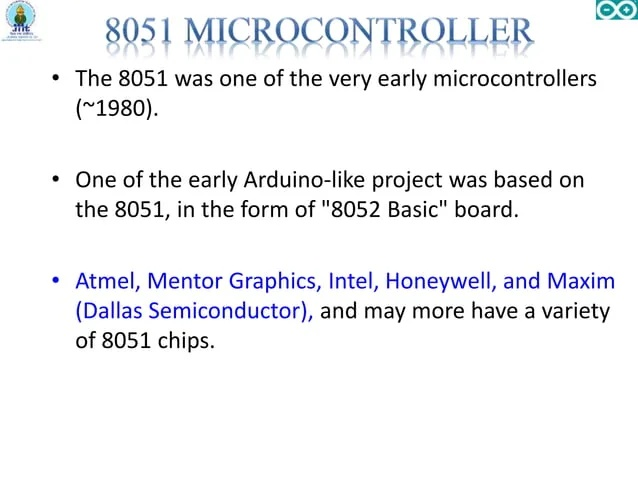 8051 MICROCONTROLLER
• The 8051 was one of the very early microcontrollers
(~1980).
• One of the early Arduino-like project was based on
the 8051, in the form of "8052 Basic" board.
• Atmel, Mentor Graphics, Intel, Honeywell, and Maxim
(Dallas Semiconductor), and may more have a variety
of 8051 chips.